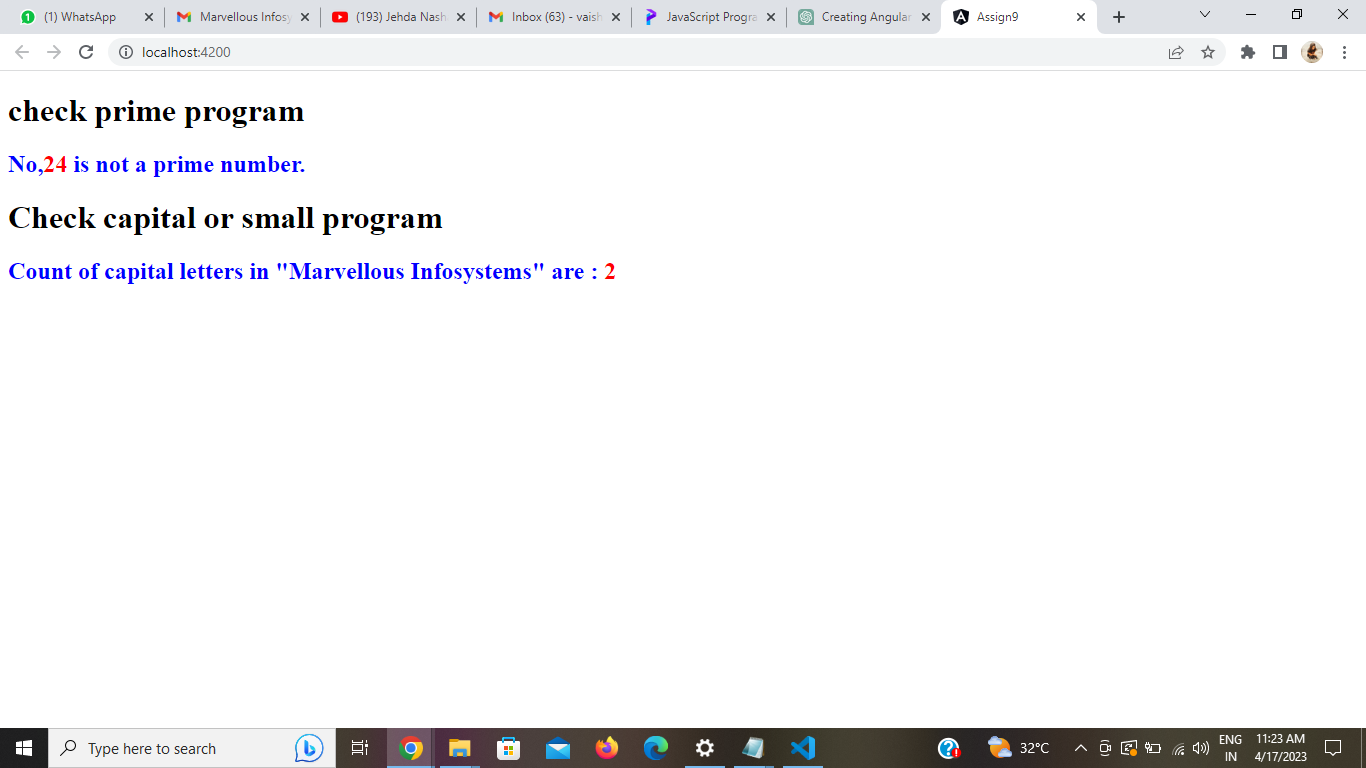 (1) WhatsApp
Marvellous Infosy
(193) Jehda Nash
Inbox (63) - vaish
JavaScript Progra
Creating Angular
Assign9
localhost:4200
check prime program
No,24 is not a prime number.
Check capital or small program
Count of capital letters in "Marvellous Infosystems" are : 2
Type here to search
32°C
ENG
IN
11:23 AM
4/17/2023